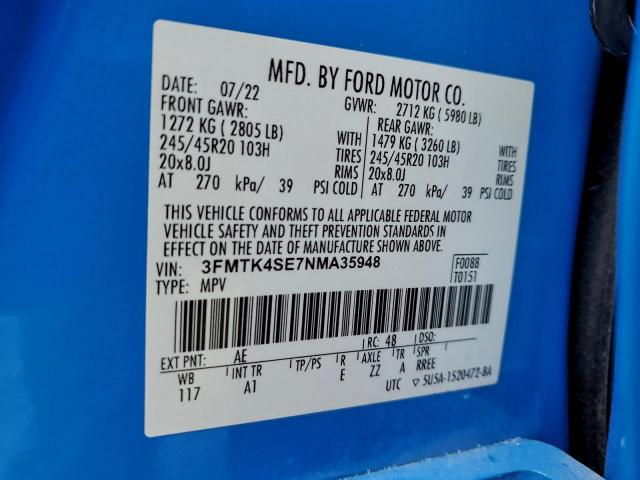 MFD. BY FORD MOTOR CO.
DATE: 07/22 GVWR: 2712 KG ( 5980 LB)
FRONT GAWR: REAR GAWR:
1272 KG ( 2805 LB) WITH 1479 KG ( 3260 LB) WITH
245/45R20 103H TIRES 245/45R20 103H TIRES
20x8.0J RIMS 20x8.0J RIMS
AT 270 kPa/ 39 PSI COLD AT 270 kPa/ 39 PSI COLD
THIS VEHICLE CONFORMS TO ALL APPLICABLE FEDERAL MOTOR
VEHICLE SAFETY AND THEFT PREVENTION STANDARDS IN
EFFECT ON THE DATE OF MANUFACTURE SHOWN ABOVE.
VIN: 3FMTK4SE7NMA35948 F0088
TYPE: MPV T0151
EXT PNT: AE RC: 48 DSO:
WB INT TR TP/PS R AXLE TR SPR
117 A1 E ZZ A RREE
UTC ▽ 5U5A-1520472-BA